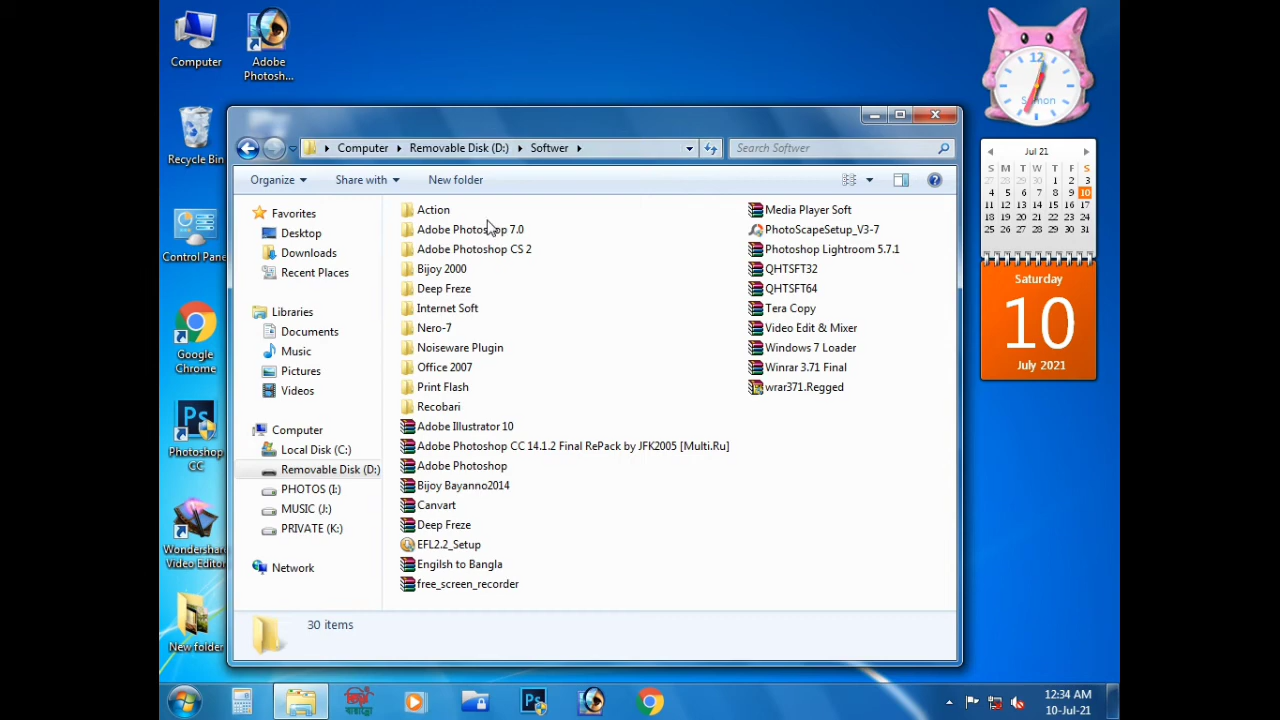 Computer
Adobe
Photosh...
Recycle Bin
Control Pane
Google
Chrome
Photoshop
CC
Wondersha
Video Editor
New folder
Computer
Removable Disk (D:)
Softwer
Search Softwer
Organize
Share with
New folder
Favorites
Desktop
Downloads
Recent Places
Libraries
Documents
Music
Pictures
Videos
Computer
Local Disk (C:)
Removable Disk (D:)
PHOTOS (I:)
MUSIC (J:)
PRIVATE (K:)
Network
Action
Adobe Photoshop 7.0
Adobe Photoshop CS 2
Bijoy 2000
Deep Freze
Internet Soft
Nero-7
Noiseware Plugin
Office 2007
Print Flash
Recobari
Adobe Illustrator 10
Adobe Photoshop CC 14.1.2 Final RePack by JFK2005 [Multi.Ru]
Adobe Photoshop
Bijoy Bayanno2014
Canvart
Deep Freze
EFL2.2_Setup
Engilsh to Bangla
free_screen_recorder
Media Player Soft
PhotoScapeSetup_V3-7
Photoshop Lightroom 5.7.1
QHTSFT32
QHTSFT64
Tera Copy
Video Edit & Mixer
Windows 7 Loader
Winrar 3.71 Final
wrar371.Regged
30 items
12
Jul 21
S M T W T F S
27 28 29 30 1 2 3
4 5 6 7 8 9 10
11 12 13 14 15 16 17
18 19 20 21 22 23 24
25 26 27 28 29 30 31
Saturday
10
July 2021
Ps
12:34 AM
10-Jul-21